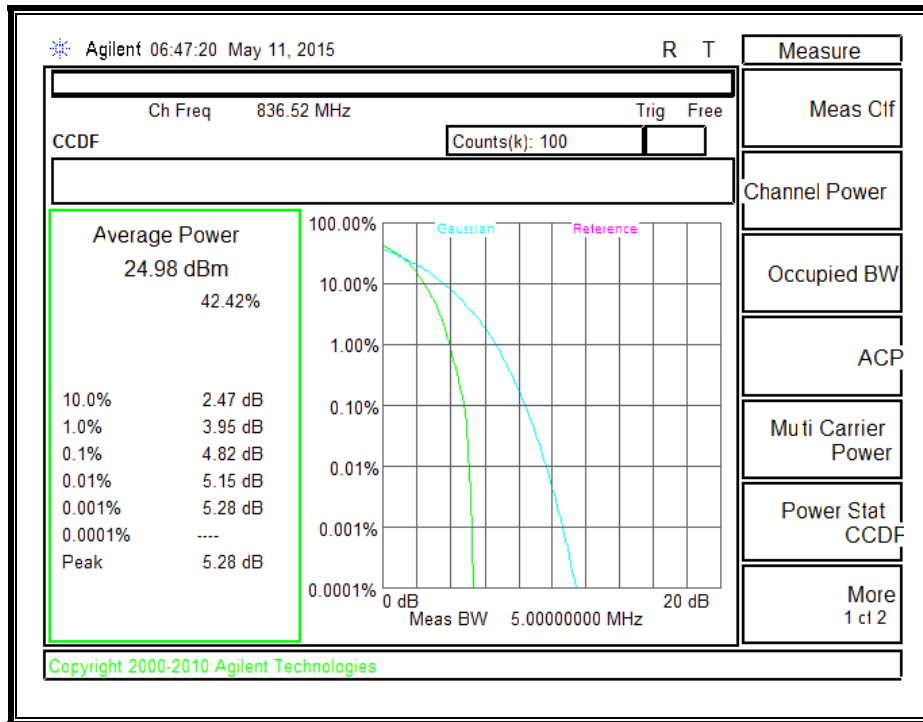 Agilent 06:47:20 May 11, 2015 R T
Ch Freq 836.52 MHz Trig Free
CCDF Counts(k): 100
Average Power
24.98 dBm
42.42%
10.0% 2.47 dB
1.0% 3.95 dB
0.1% 4.82 dB
0.01% 5.15 dB
0.001% 5.28 dB
0.0001% ----
Peak 5.28 dB
Gaussian Reference
100.00%
10.00%
1.00%
0.10%
0.01%
0.001%
0.0001%
0 dB 20 dB
Meas BW 5.00000000 MHz
Measure
Meas Off
Channel Power
Occupied BW
ACP
Multi Carrier
Power
Power Stat
CCDF
More
1 of 2
Copyright 2000-2010 Agilent Technologies